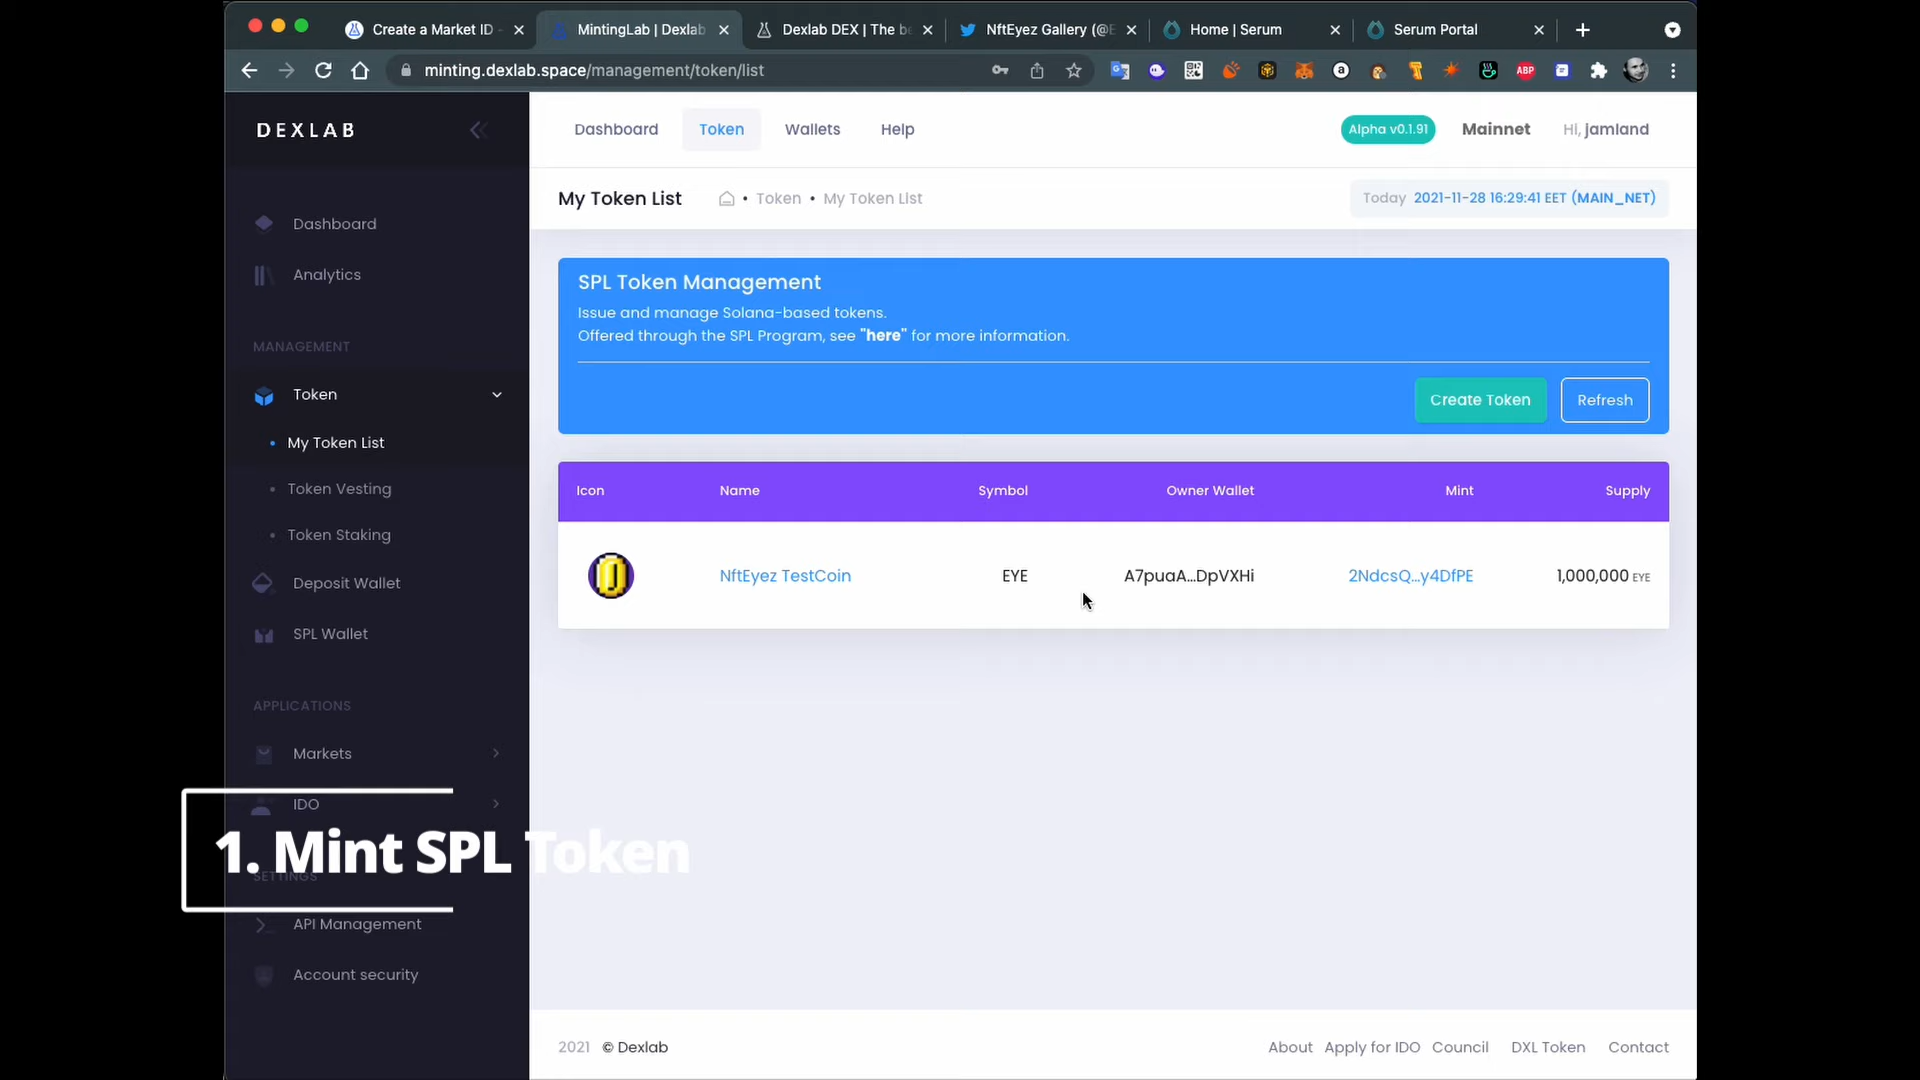 Create a Market ID -
MintingLab | Dexlab
Dexlab DEX | The be
NftEyez Gallery (@E
Home | Serum
Serum Portal
minting.dexlab.space/management/token/list
ABP
DEXLAB
Dashboard
Token
Wallets
Help
Alpha v0.1.91
Mainnet
Hi, jamland
My Token List
Token • My Token List
Today 2021-11-28 16:29:41 EET (MAIN_NET)
Dashboard
Analytics
MANAGEMENT
Token
My Token List
Token Vesting
Token Staking
Deposit Wallet
SPL Wallet
APPLICATIONS
Markets
IDO
SETTINGS
API Management
Account security
SPL Token Management
Issue and manage Solana-based tokens.
Offered through the SPL Program, see "here" for more information.
Create Token
Refresh
Icon Name Symbol Owner Wallet Mint Supply
NftEyez TestCoin EYE A7puaA...DpVXHi 2NdcsQ...y4DfPE 1,000,000 EYE
1. Mint SPL Token
2021 © Dexlab
About Apply for IDO Council DXL Token Contact